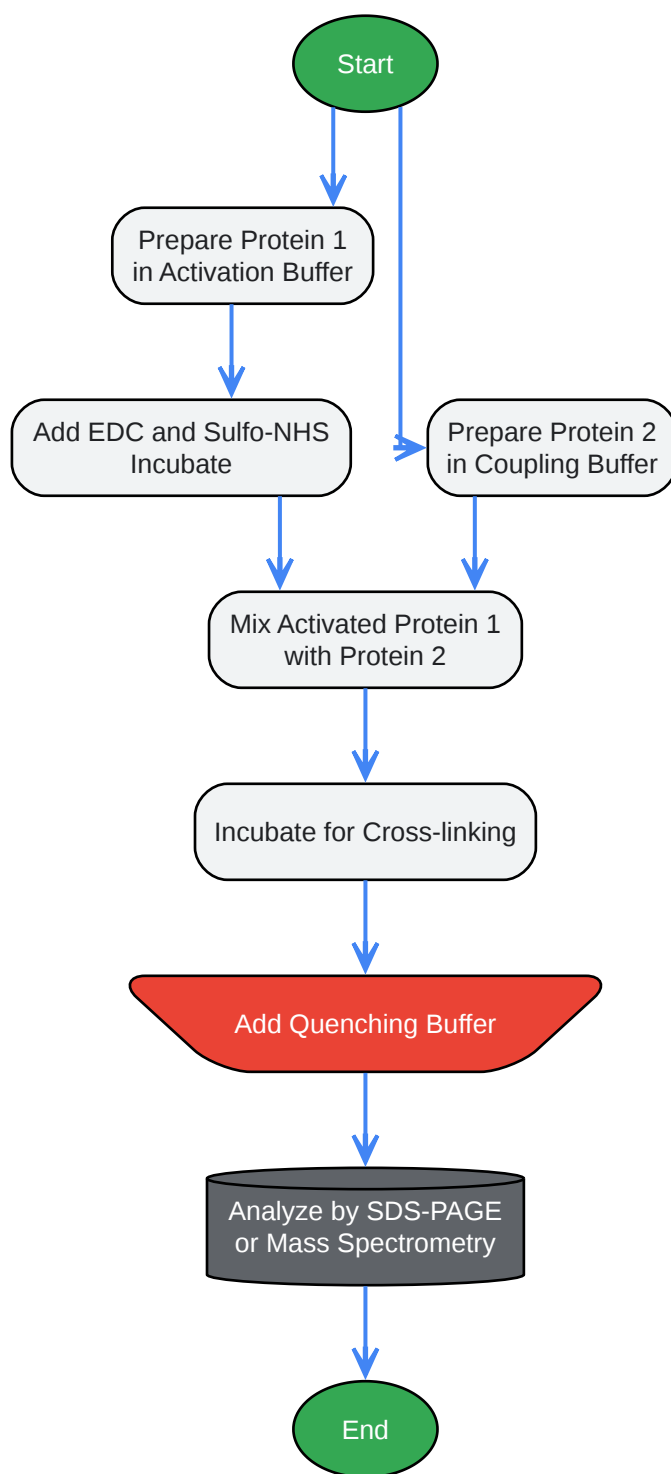 Start
Prepare Protein 1
in Activation Buffer
Add EDC and Sulfo-NHS
Incubate
Prepare Protein 2
in Coupling Buffer
Mix Activated Protein 1
with Protein 2
Incubate for Cross-linking
Add Quenching Buffer
Analyze by SDS-PAGE
or Mass Spectrometry
End